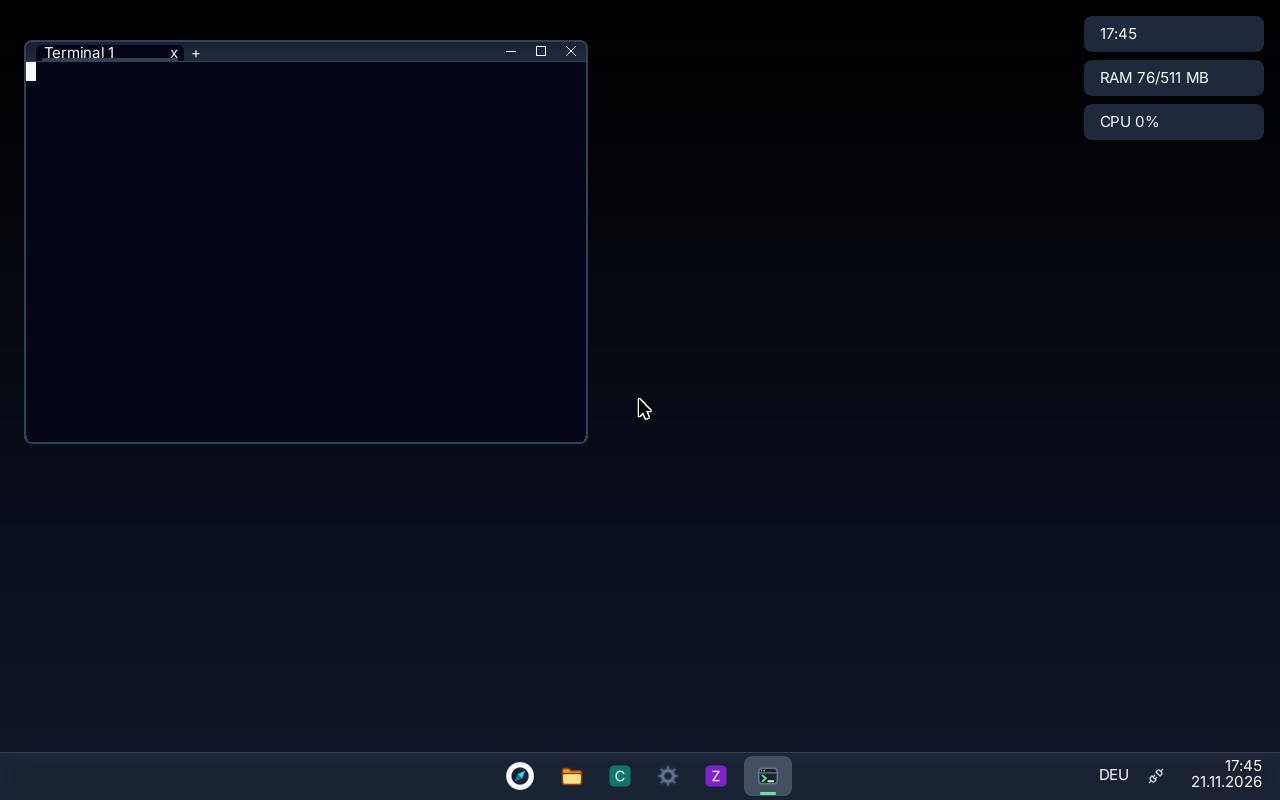 Terminal 1 x +
17:45
RAM 76/511 MB
CPU 0%
C
Z
DEU
17:45
21.11.2026